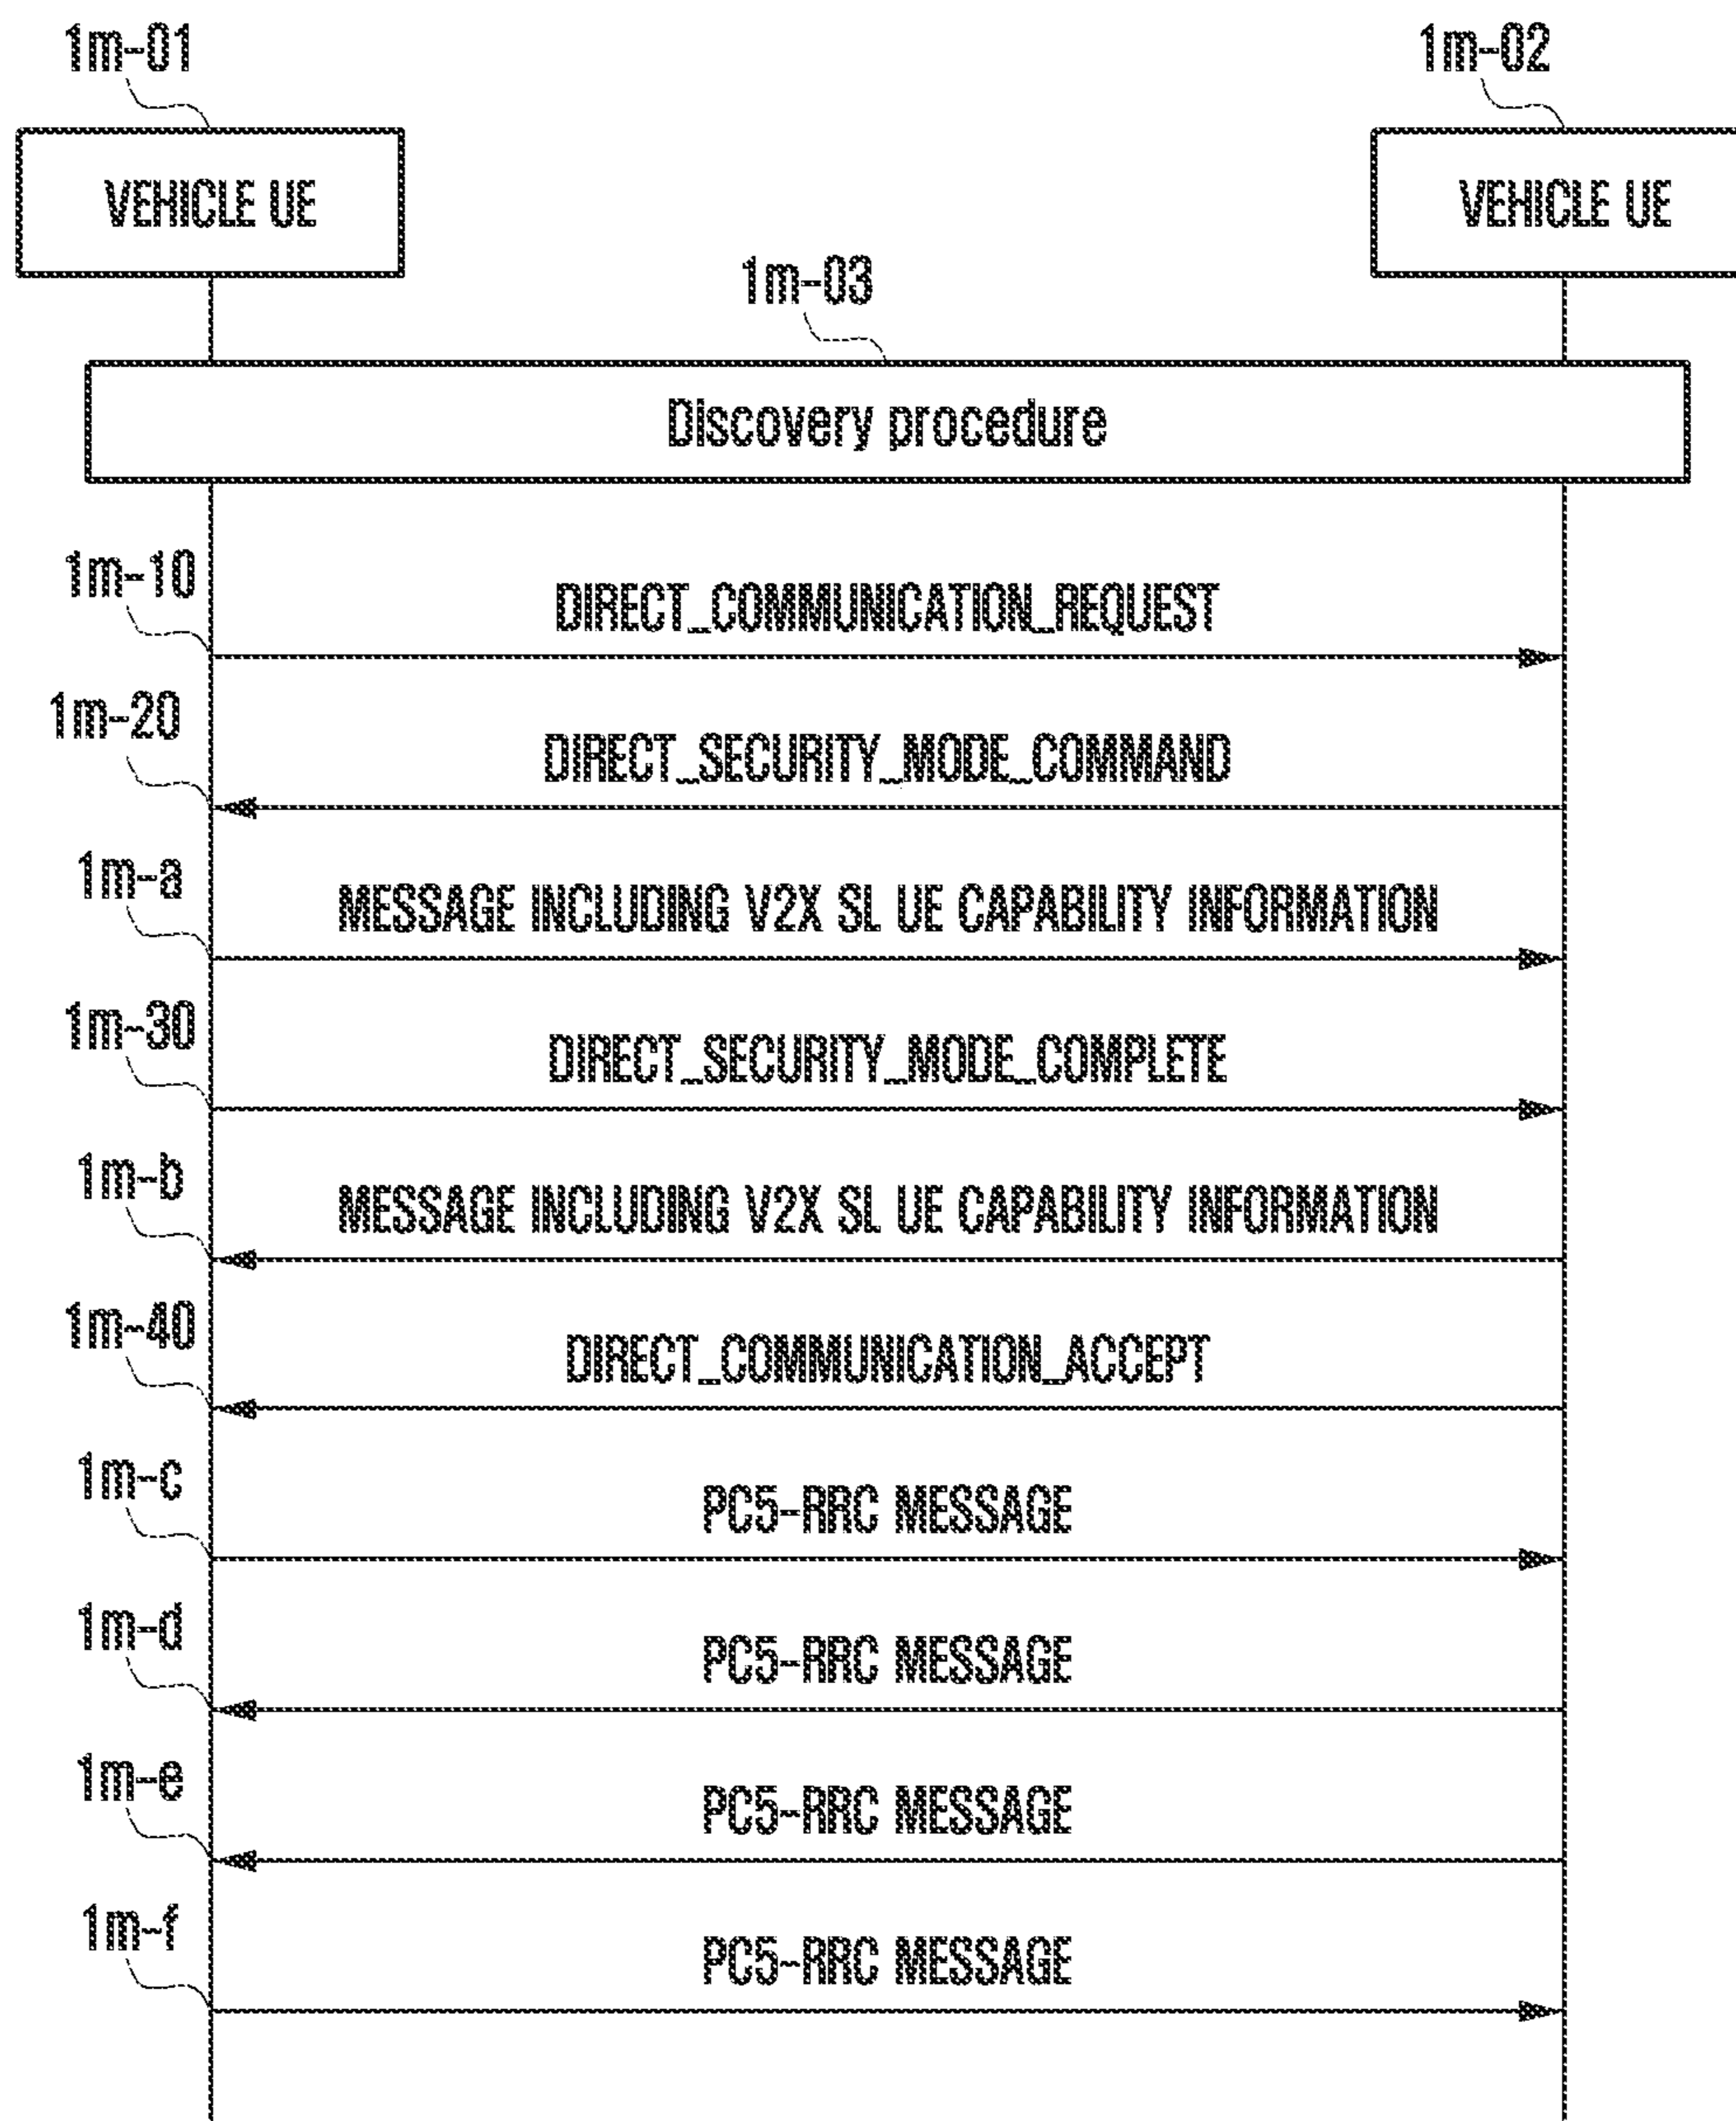 1m-01
1m-02
VEHICLE UE
VEHICLE UE
1m-03
Discovery procedure
1m-10
DIRECT_COMMUNICATION_REQUEST
1m-20
DIRECT_SECURITY_MODE_COMMAND
1m-a
MESSAGE INCLUDING V2X SL UE CAPABILITY INFORMATION
1m-30
DIRECT_SECURITY_MODE_COMPLETE
1m-b
MESSAGE INCLUDING V2X SL UE CAPABILITY INFORMATION
1m-40
DIRECT_COMMUNICATION_ACCEPT
1m-c
PC5-RRC MESSAGE
1m-d
PC5-RRC MESSAGE
1m-e
PC5-RRC MESSAGE
1m-f
PC5-RRC MESSAGE